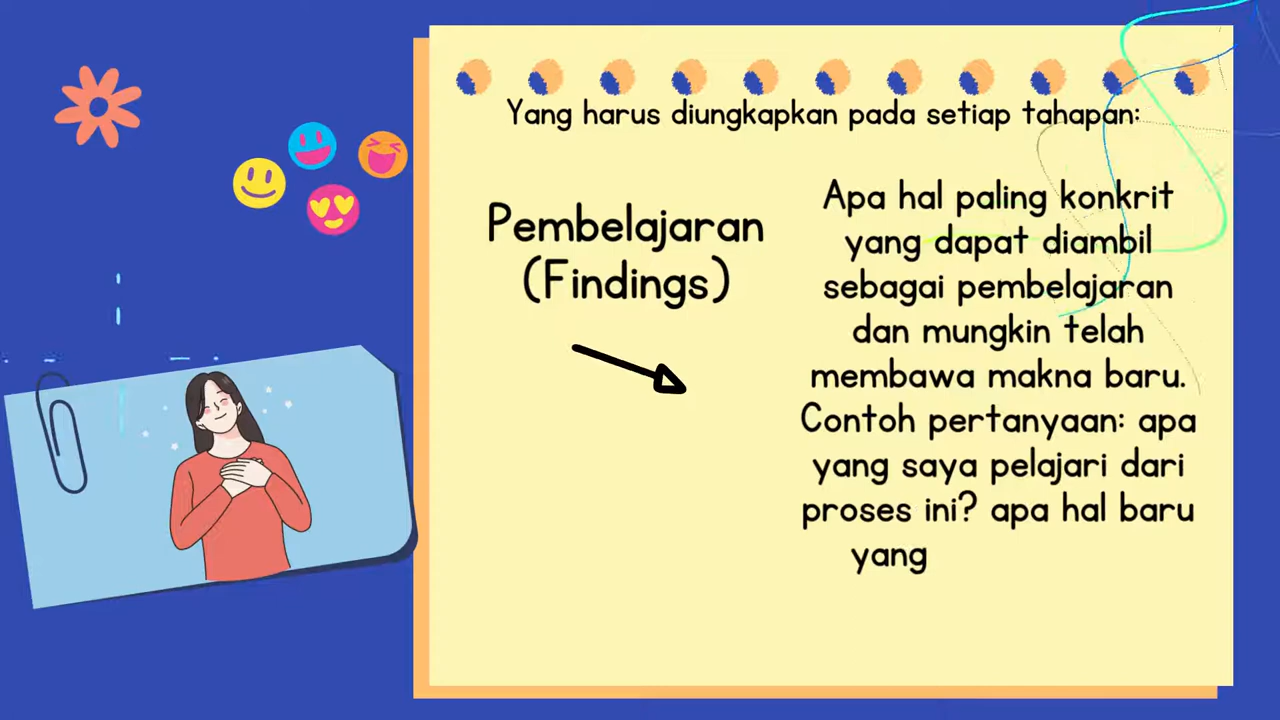 Yang harus diungkapkan pada setiap tahapan:
Pembelajaran
(Findings)
Apa hal paling konkrit
yang dapat diambil
sebagai pembelajaran
dan mungkin telah
membawa makna baru.
Contoh pertanyaan: apa
yang saya pelajari dari
proses ini? apa hal baru
yang